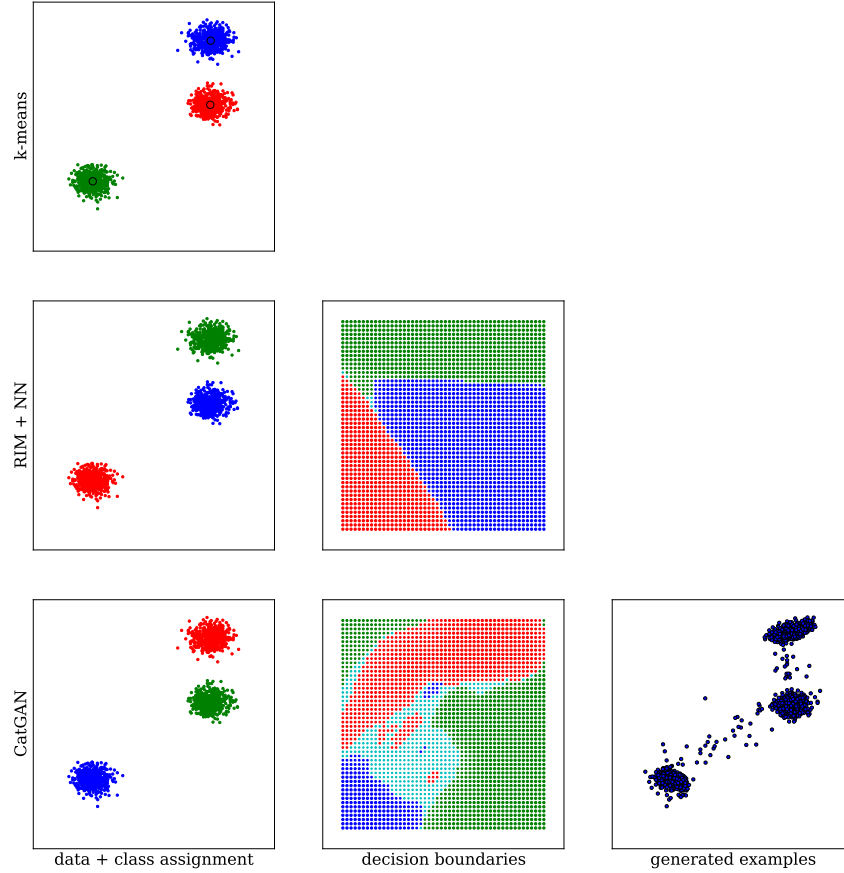 k-means
RIM + NN
CatGAN
data + class assignment
decision boundaries
generated examples